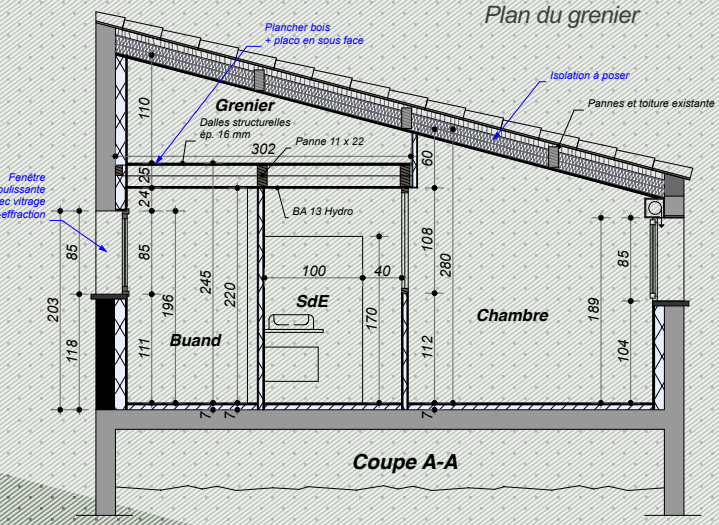 Plan du grenier
Plancher bois
+ placo en sous face
Isolation à poser
Grenier
Pannes et toiture existante
110
Dalles structurelles
ép. 16 mm
302
Panne 11 x 22
60
25
24
Fenêtre
oulissante
ec vitrage
-effraction
BA 13 Hydro
85
85
203
118
111
196
245
220
100
40
108
280
112
170
189
85
104
SdE
Buand
Chambre
7
7
7
Coupe A-A